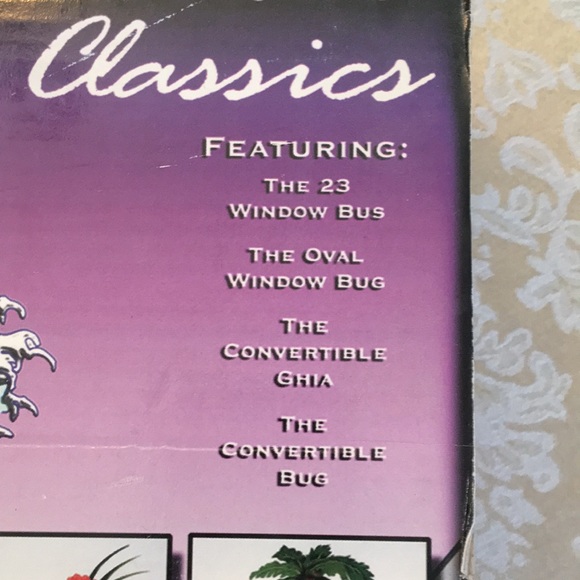 Classics
FEATURING:
THE 23
WINDOW BUS
THE OVAL
WINDOW BUG
THE
CONVERTIBLE
GHIA
THE
CONVERTIBLE
BUG